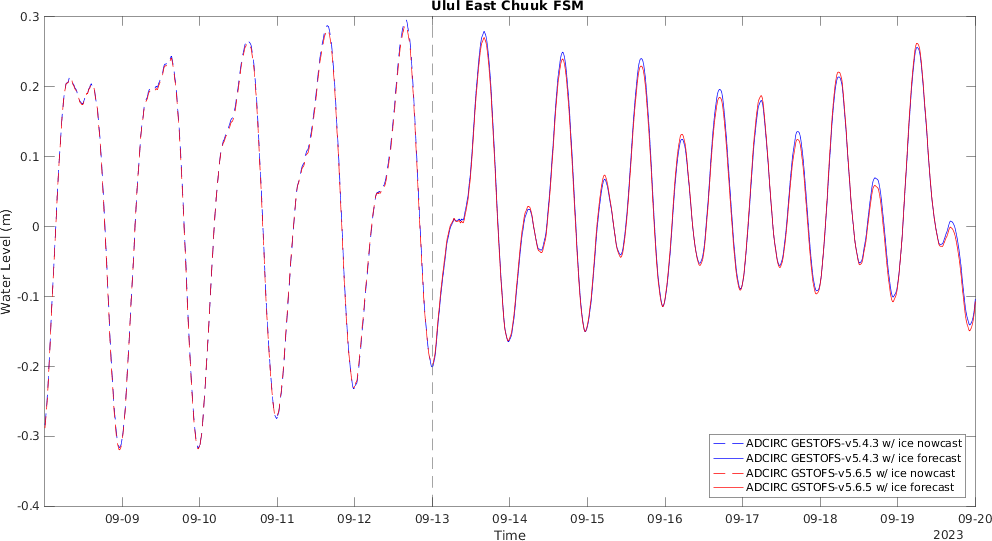 Ulul East Chuuk FSM
0.3
0.2
0.1
0
-0.1
-0.2
-0.3
-0.4
Water Level (m)
ADCIRC GESTOFS-v5.4.3 w/ ice nowcast
ADCIRC GESTOFS-v5.4.3 w/ ice forecast
ADCIRC GSTOFS-v5.6.5 w/ ice nowcast
ADCIRC GSTOFS-v5.6.5 w/ ice forecast
09-09 09-10 09-11 09-12 09-13 09-14 09-15 09-16 09-17 09-18 09-19 09-20
Time
2023